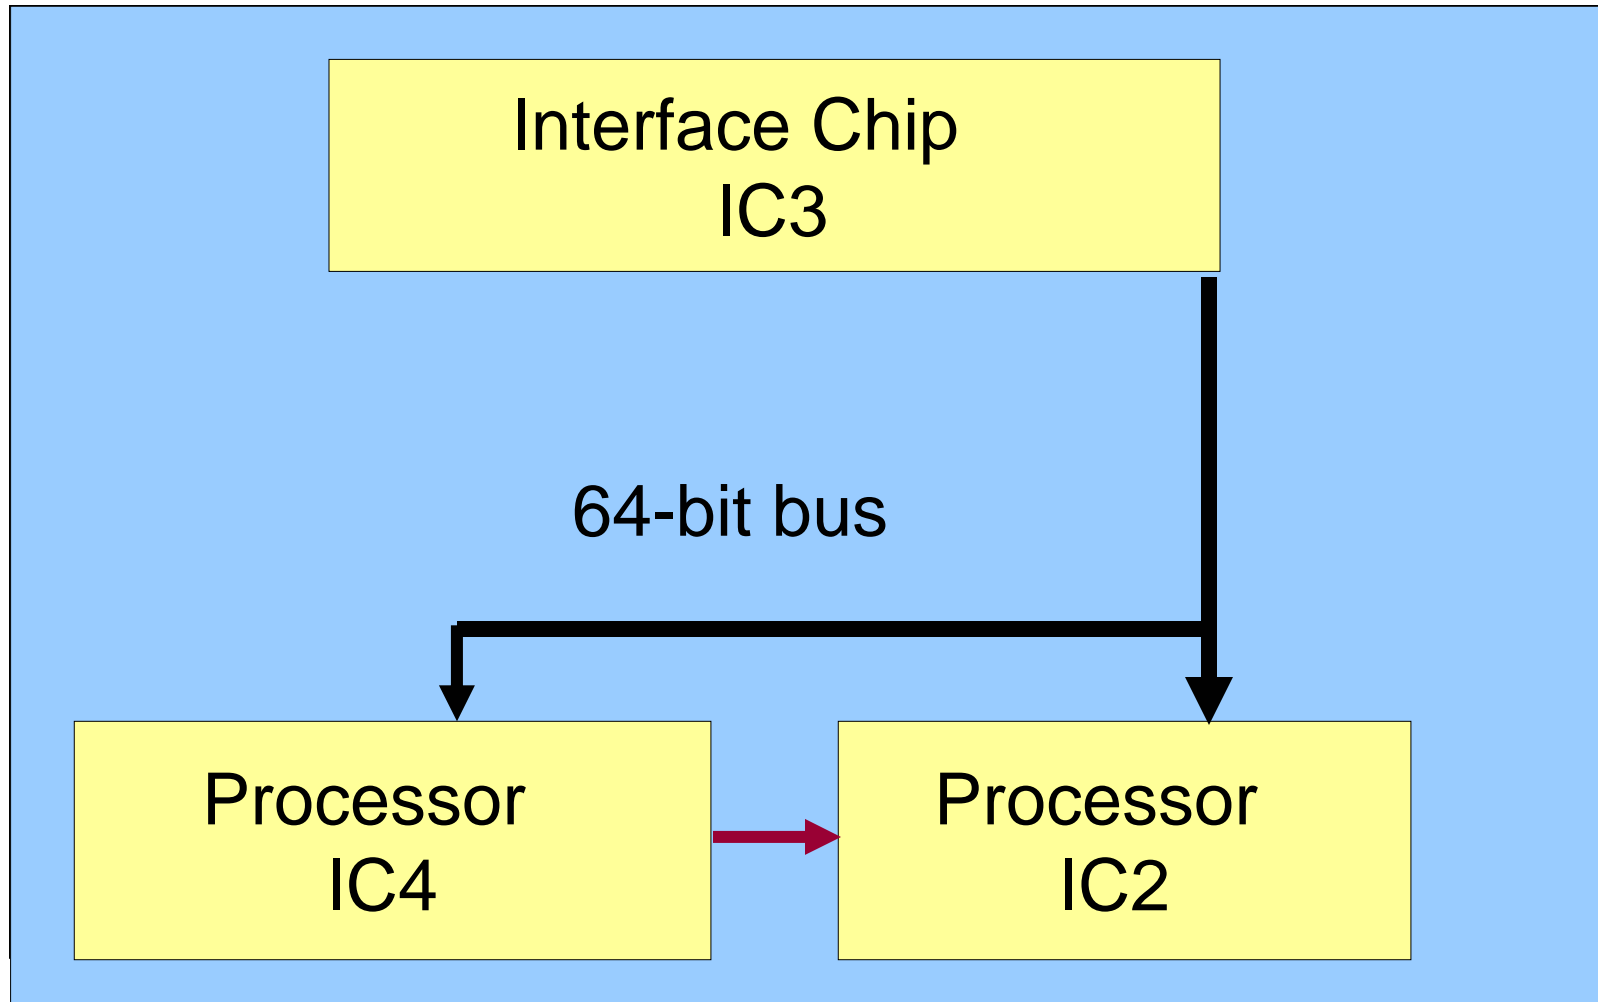 Interface Chip
IC3
64-bit bus
Processor
IC4
Processor
IC2